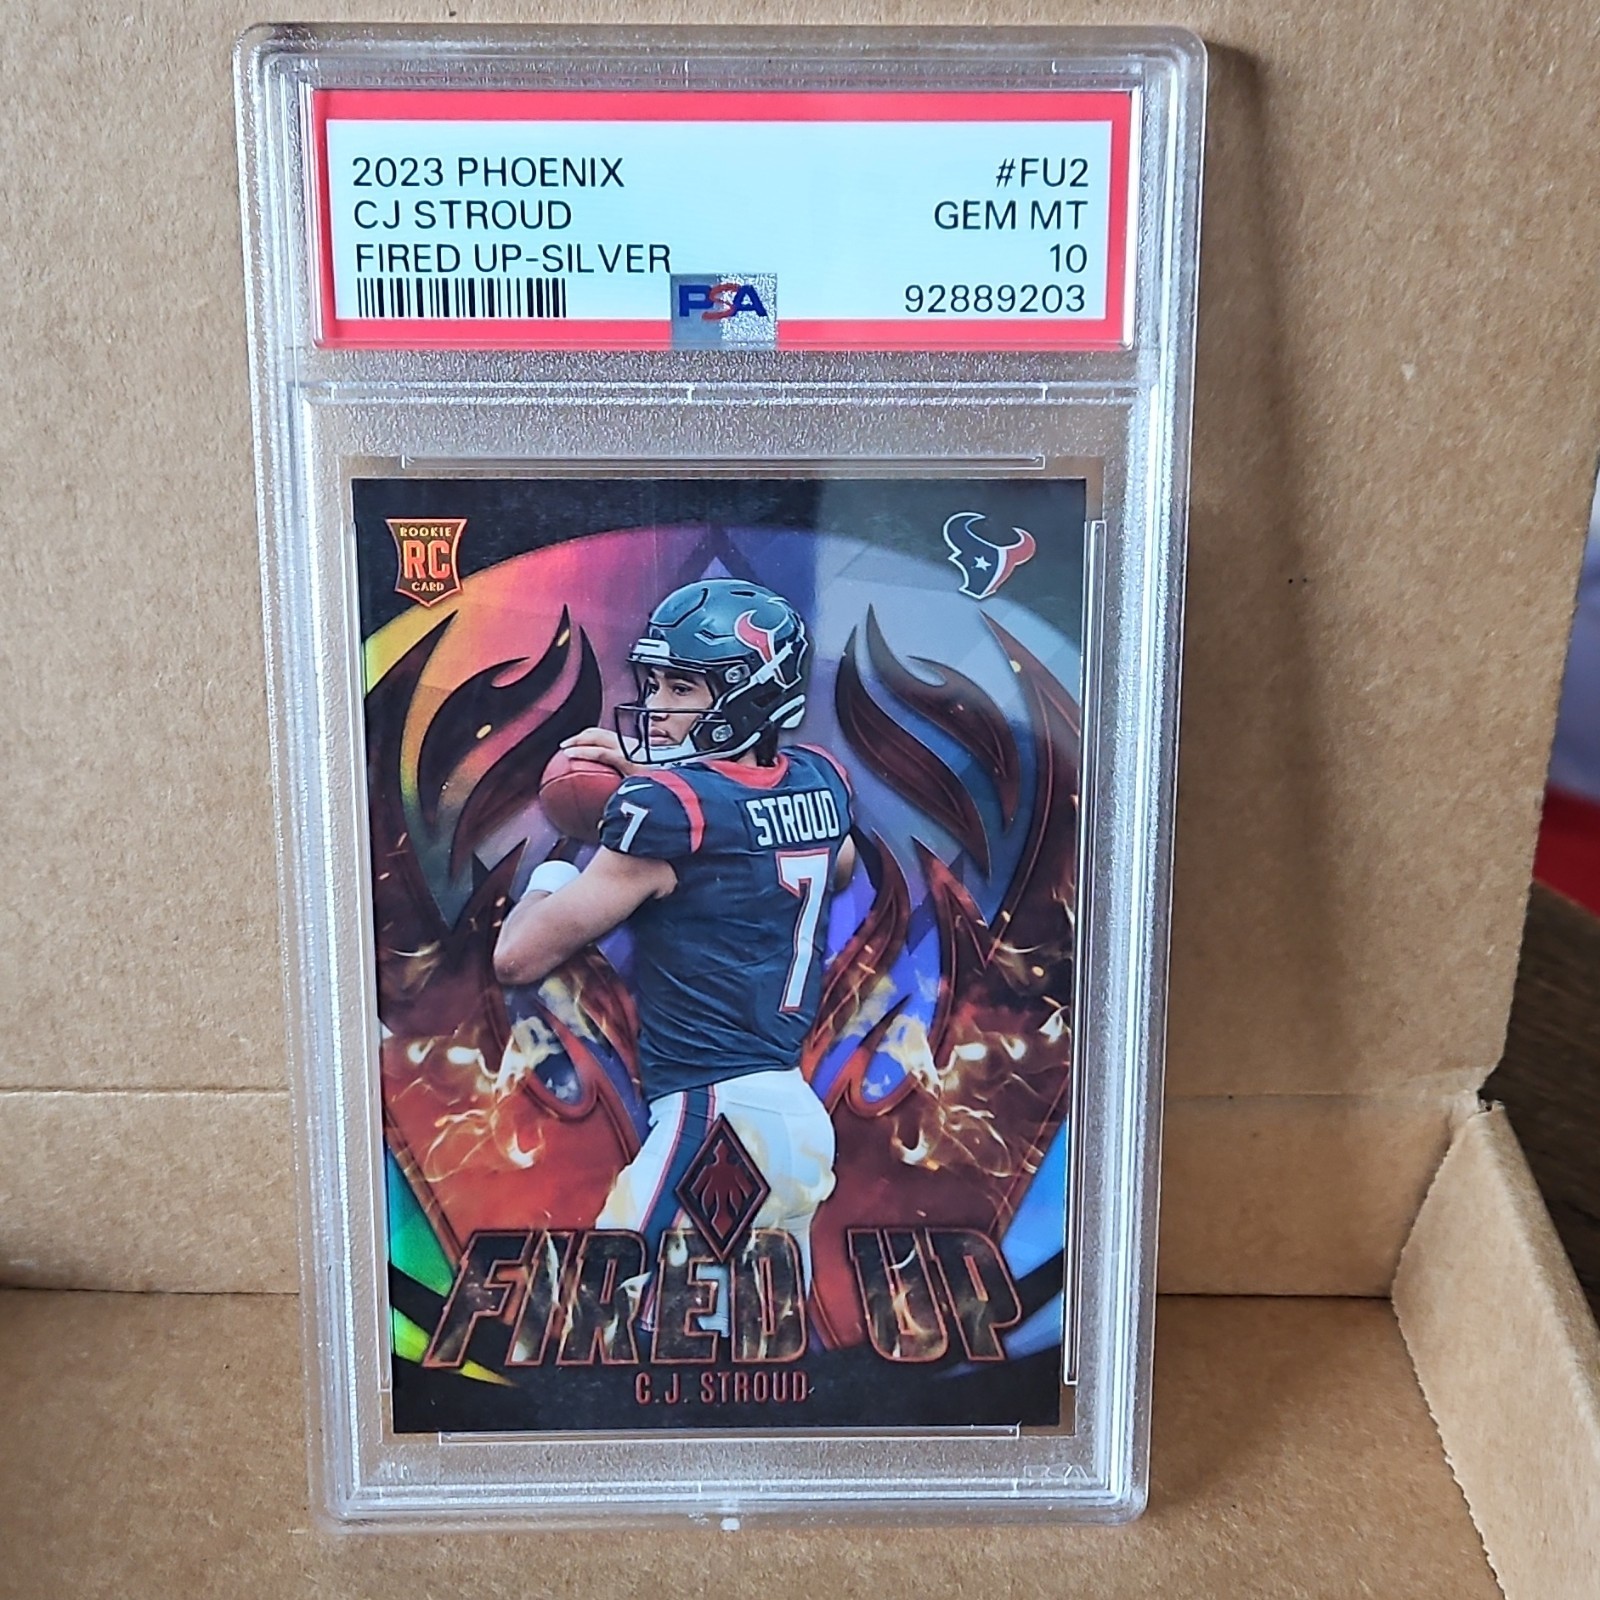 2023 PHOENIX #FU2
CJ STROUD GEM MT
FIRED UP-SILVER 10
PSA 92889203
ROOKIE
RC
CARD
STROUD
7
7
FIRED UP
C.J. STROUD
PSA